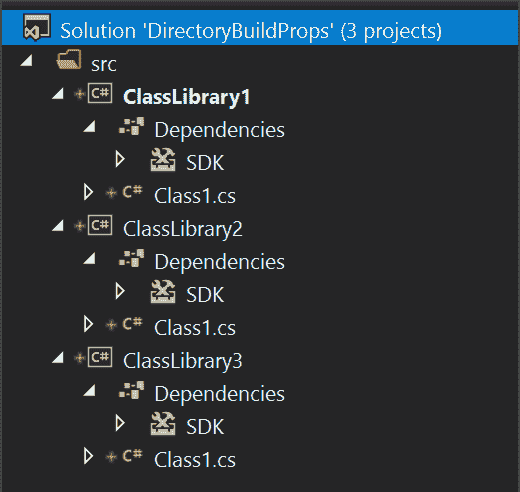 Solution 'DirectoryBuildProps' (3 projects)
src
C# ClassLibrary1
Dependencies
SDK
C# Class1.cs
C# ClassLibrary2
Dependencies
SDK
C# Class1.cs
C# ClassLibrary3
Dependencies
SDK
C# Class1.cs